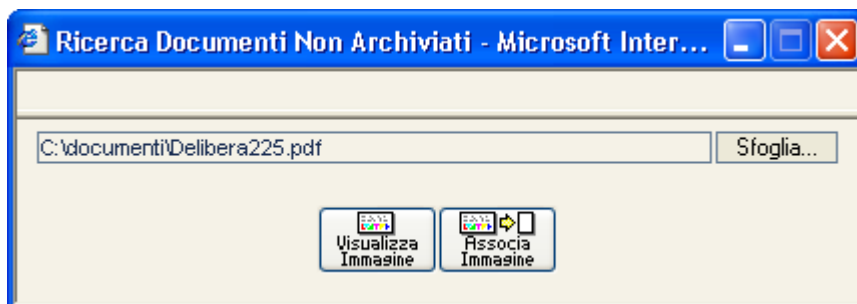 Ricerca Documenti Non Archiviati - Microsoft Inter...
C:\documenti\Delibera225.pdf
Sfoglia...
Visualizza
Immagine
Associa
Immagine